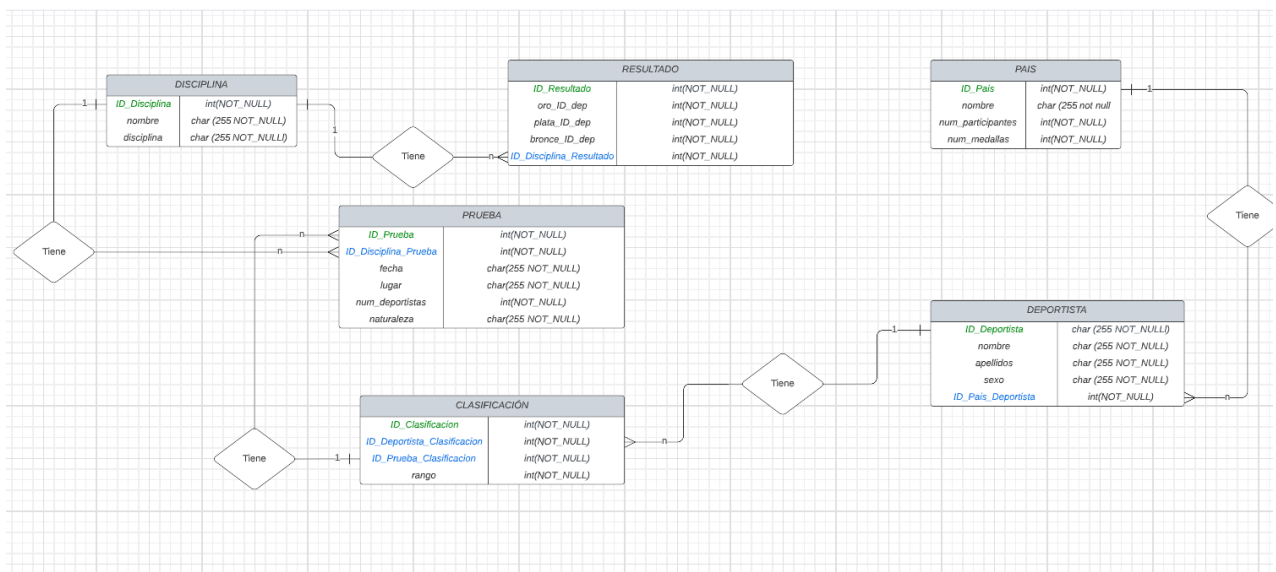 DISCIPLINA
ID_Disciplina int(NOT_NULL)
nombre char (255 NOT_NULL)
disciplina char (255 NOT_NULLl)
1
1
Tiene
n
RESULTADO
ID_Resultado int(NOT_NULL)
oro_ID_dep int(NOT_NULL)
plata_ID_dep int(NOT_NULL)
bronce_ID_dep int(NOT_NULL)
ID_Disciplina_Resultado int(NOT_NULL)
PAIS
ID_Pais int(NOT_NULL)
nombre char (255 not null
num_participantes int(NOT_NULL)
num_medallas int(NOT_NULL)
1
Tiene
n
Tiene
n
PRUEBA
ID_Prueba int(NOT_NULL)
ID_Disciplina_Prueba int(NOT_NULL)
fecha char(255 NOT_NULL)
lugar char(255 NOT_NULL)
num_deportistas int(NOT_NULL)
naturaleza char(255 NOT_NULL)
n
DEPORTISTA
ID_Deportista char (255 NOT_NULLl)
nombre char (255 NOT_NULL)
apellidos char (255 NOT_NULL)
sexo char (255 NOT_NULL)
ID_Pais_Deportista int(NOT_NULL)
1
Tiene
n
CLASIFICACIÓN
ID_Clasificacion int(NOT_NULL)
ID_Deportista_Clasificacion int(NOT_NULL)
ID_Prueba_Clasificacion int(NOT_NULL)
rango int(NOT_NULL)
Tiene
1